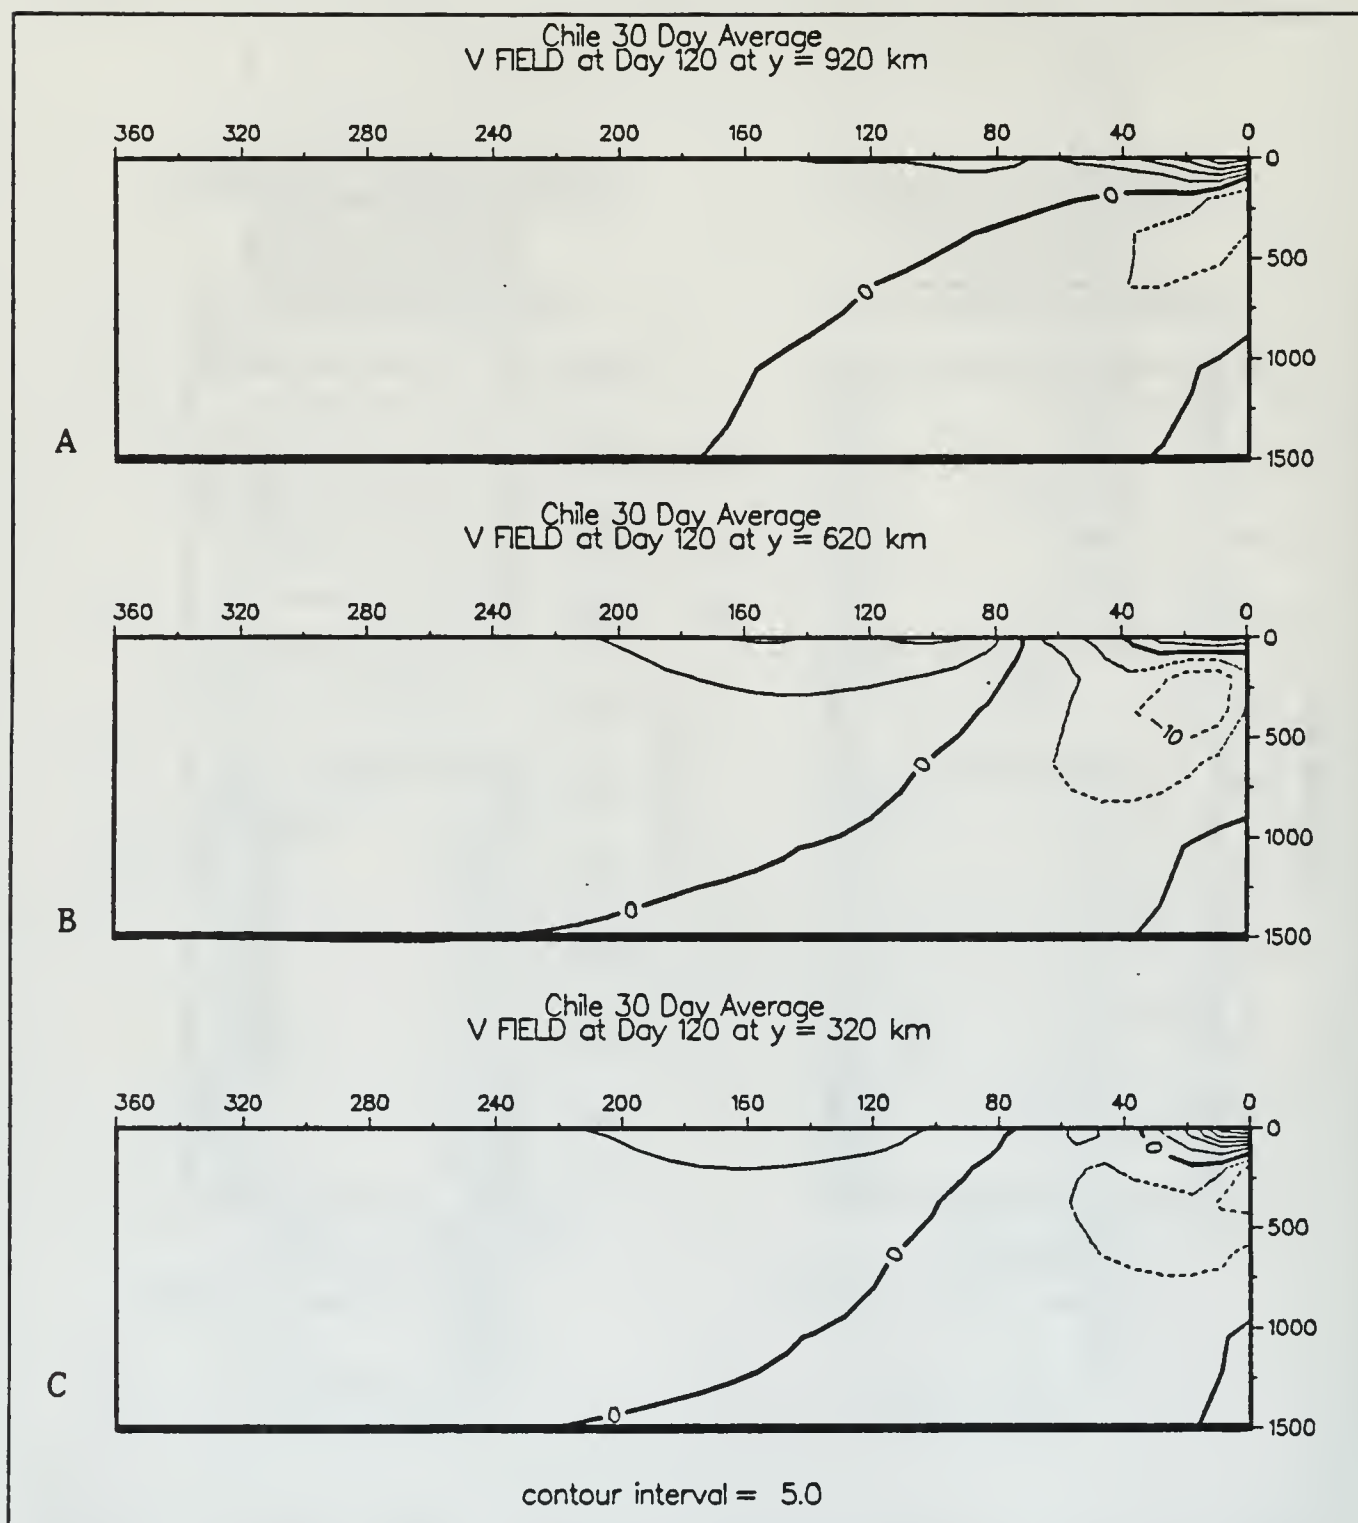 Chile 30 Day Average
V FIELD at Day 120 at y = 920 km
360 320 280 240 200 160 120 80 40 0
0
0
0
500
1000
1500
A
Chile 30 Day Average
V FIELD at Day 120 at y = 620 km
360 320 280 240 200 160 120 80 40 0
0
10
500
0
1000
0
1500
B
Chile 30 Day Average
V FIELD at Day 120 at y = 320 km
360 320 280 240 200 160 120 80 40 0
0
0
500
0
1000
0
1500
C
contour interval = 5.0